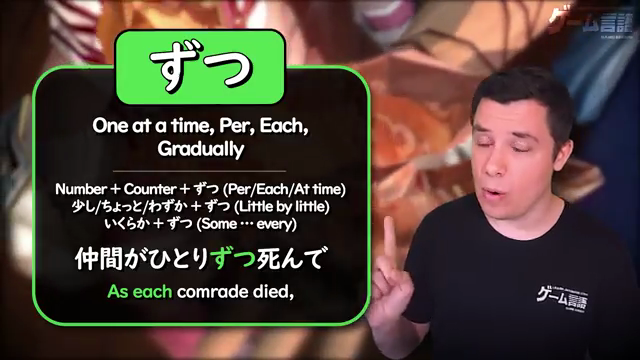 ゲーム言語
ずつ
One at a time, Per, Each,
Gradually
Number + Counter + ずつ (Per/Each/At time)
少し/ちょっと/わずか + ずつ (Little by little)
いくらか + ずつ (Some … every)
仲間がひとりずつ死んで
As each comrade died,
ゲーム言語